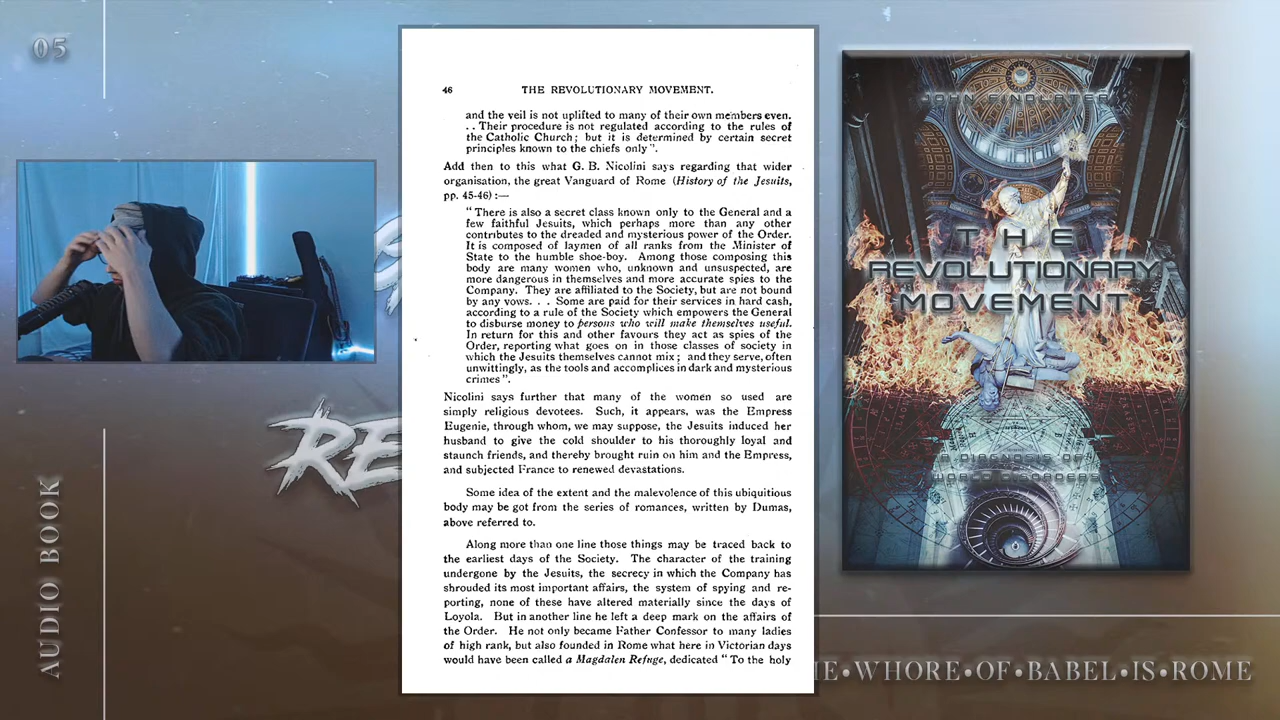 05
AUDIO BOOK
RE
46 THE REVOLUTIONARY MOVEMENT.
and the veil is not uplifted to many of their own members even.
. . Their procedure is not regulated according to the rules of
the Catholic Church; but it is determined by certain secret
principles known to the chiefs only ".
Add then to this what G. B. Nicolini says regarding that wider
organisation, the great Vanguard of Rome (History of the Jesuits,
pp. 45-46) :—
" There is also a secret class known only to the General and a
few faithful Jesuits, which perhaps more than any other
contributes to the dreaded and mysterious power of the Order.
It is composed of laymen of all ranks from the Minister of
State to the humble shoe-boy. Among those composing this
body are many women who, unknown and unsuspected, are
more dangerous in themselves and more accurate spies to the
Company. They are affiliated to the Society, but are not bound
by any vows. . . Some are paid for their services in hard cash,
according to a rule of the Society which empowers the General
to disburse money to persons who will make themselves useful.
In return for this and other favours they act as spies of the
Order, reporting what goes on in those classes of society in
which the Jesuits themselves cannot mix ; and they serve, often
unwittingly, as the tools and accomplices in dark and mysterious
crimes ".
Nicolini says further that many of the women so used are
simply religious devotees. Such, it appears, was the Empress
Eugenie, through whom, we may suppose, the Jesuits induced her
husband to give the cold shoulder to his thoroughly loyal and
staunch friends, and thereby brought ruin on him and the Empress,
and subjected France to renewed devastations.
Some idea of the extent and the malevolence of this ubiquitious
body may be got from the series of romances, written by Dumas,
above referred to.
Along more than one line those things may be traced back to
the earliest days of the Society. The character of the training
undergone by the Jesuits, the secrecy in which the Company has
shrouded its most important affairs, the system of spying and re-
porting, none of these have altered materially since the days of
Loyola. But in another line he left a deep mark on the affairs of
the Order. He not only became Father Confessor to many ladies
of high rank, but also founded in Rome what here in Victorian days
would have been called a Magdalen Refuge, dedicated " To the holy
JOHN FINDLATER
THE
REVOLUTIONARY
MOVEMENT
A DIAGNOSIS OF
WORLD DISORDERS
HE•WHORE•OF•BABEL•IS•ROME